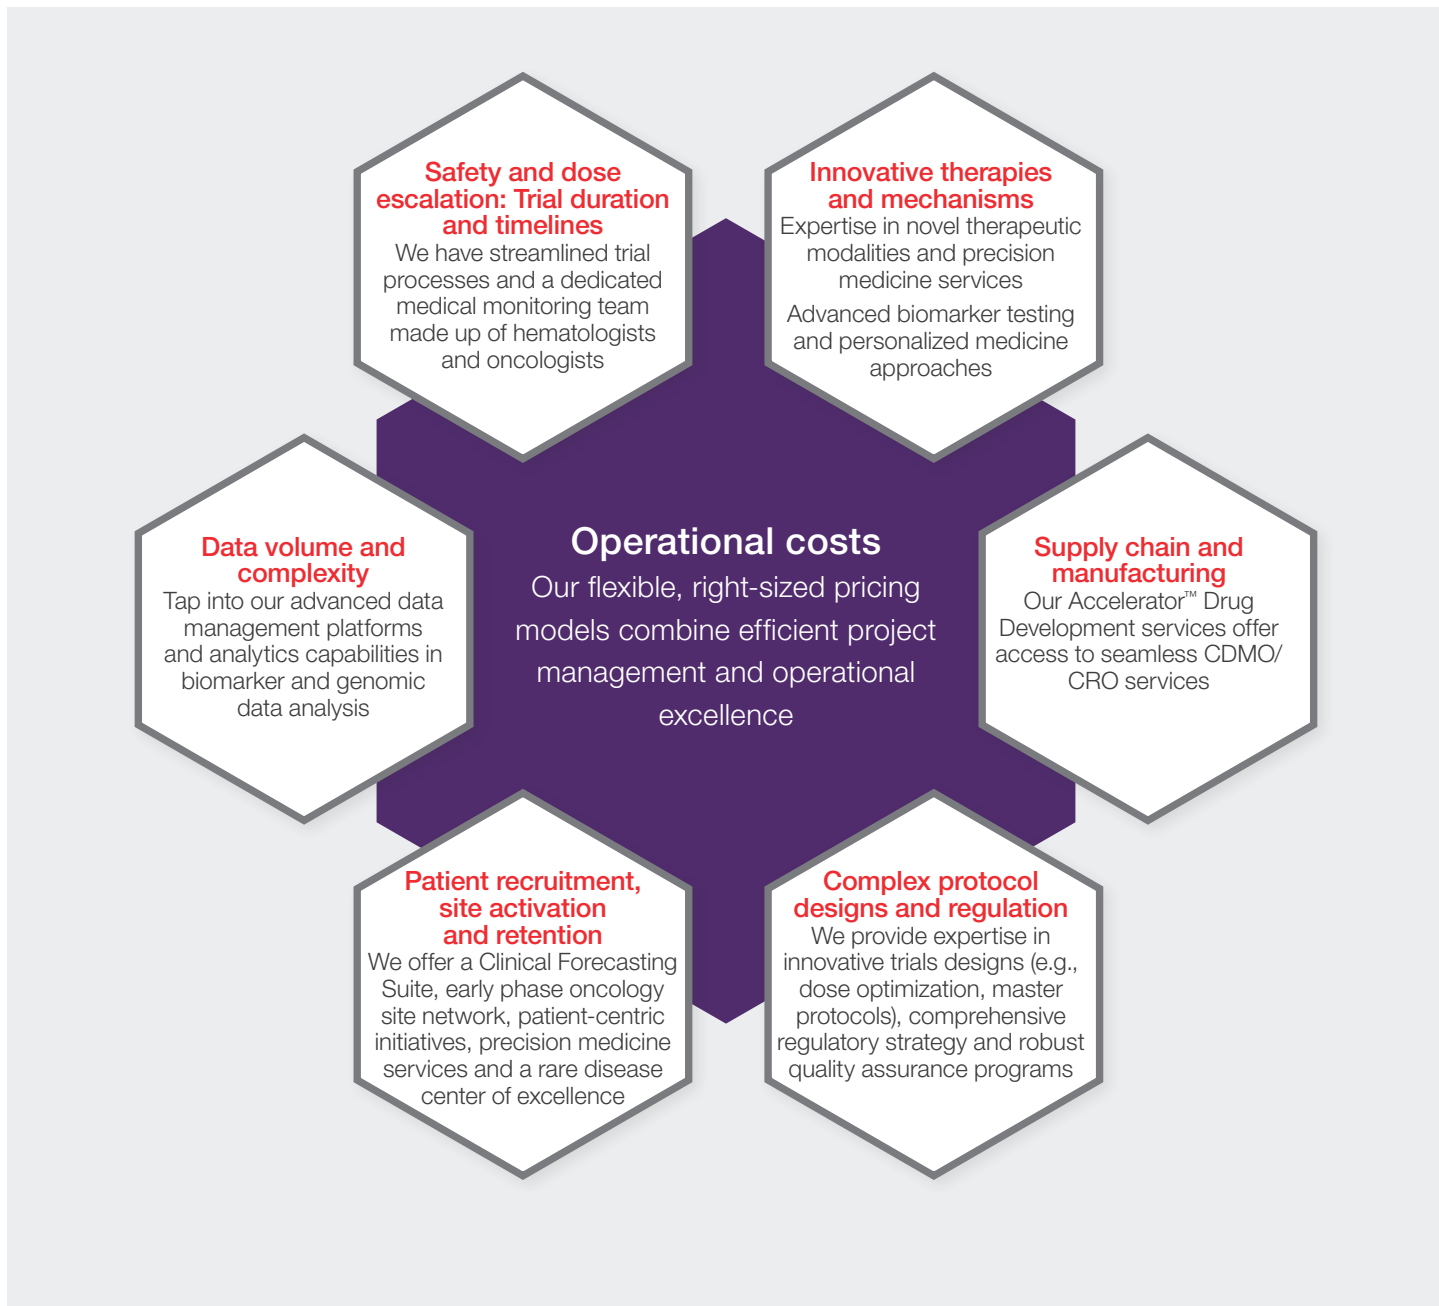 Safety and dose
escalation: Trial duration
and timelines
We have streamlined trial
processes and a dedicated
medical monitoring team
made up of hematologists
and oncologists
Innovative therapies
and mechanisms
Expertise in novel therapeutic
modalities and precision
medicine services
Advanced biomarker testing
and personalized medicine
approaches
Data volume and
complexity
Tap into our advanced data
management platforms
and analytics capabilities in
biomarker and genomic
data analysis
Operational costs
Our flexible, right-sized pricing
models combine efficient project
management and operational
excellence
Supply chain and
manufacturing
Our Accelerator™ Drug
Development services offer
access to seamless CDMO/
CRO services
Patient recruitment,
site activation
and retention
We offer a Clinical Forecasting
Suite, early phase oncology
site network, patient-centric
initiatives, precision medicine
services and a rare disease
center of excellence
Complex protocol
designs and regulation
We provide expertise in
innovative trials designs (e.g.,
dose optimization, master
protocols), comprehensive
regulatory strategy and robust
quality assurance programs